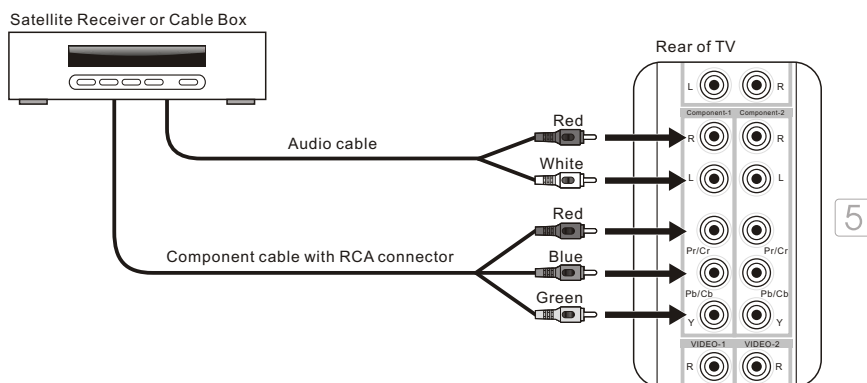 Satellite Receiver or Cable Box
Rear of TV
L R
Component-1 Component-2
Red
R R
Audio cable
White
L L
Red
Pr/Cr Pr/Cr
Component cable with RCA connector
Blue
Pb/Cb Pb/Cb
Green
Y Y
VIDEO-1 VIDEO-2
R R
5